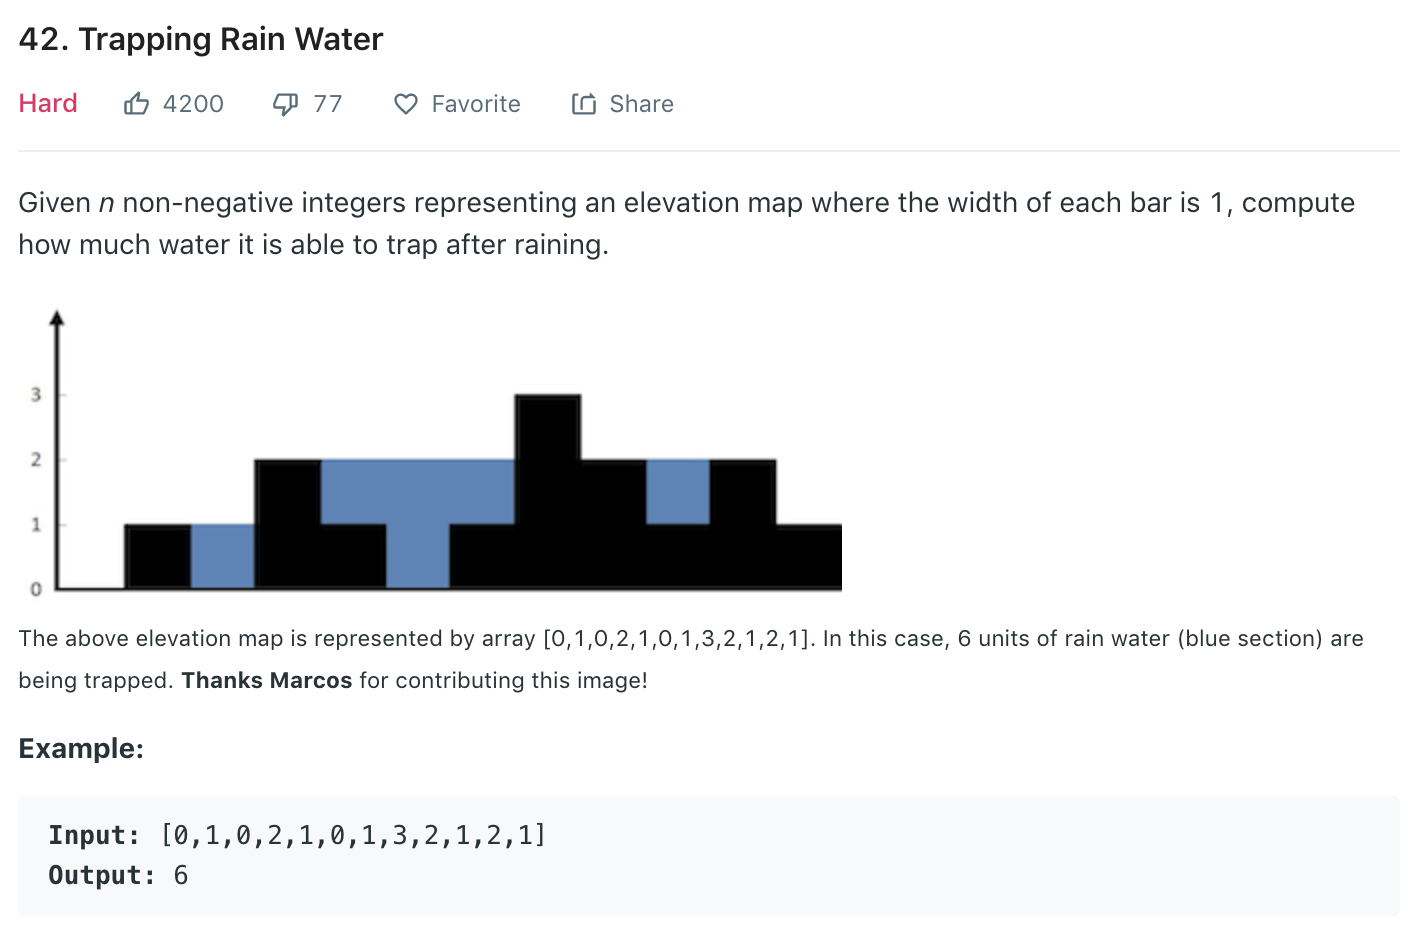 42. Trapping Rain Water
Hard 4200 77 Favorite Share
Given n non-negative integers representing an elevation map where the width of each bar is 1, compute
how much water it is able to trap after raining.
3
2
1
0
The above elevation map is represented by array [0,1,0,2,1,0,1,3,2,1,2,1]. In this case, 6 units of rain water (blue section) are
being trapped. Thanks Marcos for contributing this image!
Example:
Input: [0,1,0,2,1,0,1,3,2,1,2,1]
Output: 6